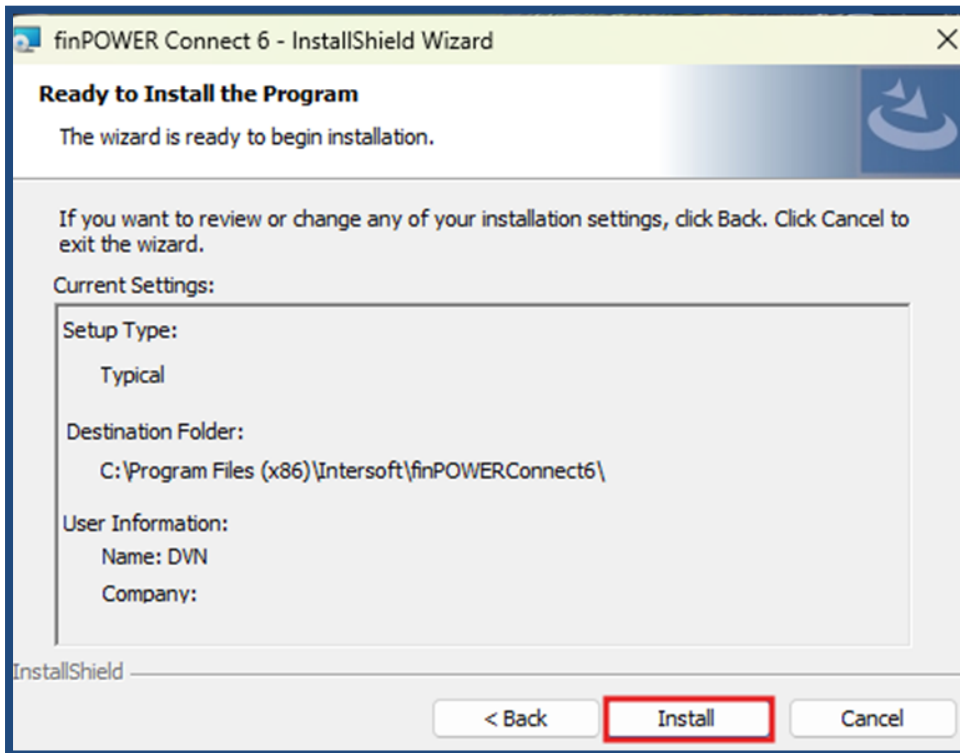 finPOWER Connect 6 - InstallShield Wizard
Ready to Install the Program
The wizard is ready to begin installation.
If you want to review or change any of your installation settings, click Back. Click Cancel to
exit the wizard.
Current Settings:
Setup Type:
Typical
Destination Folder:
C:\Program Files (x86)\Intersoft\finPOWERConnect6\
User Information:
Name: DVN
Company:
InstallShield
< Back Install Cancel